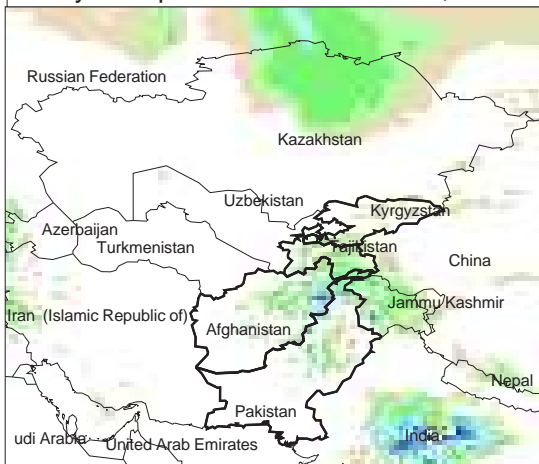 Russian Federation
Kazakhstan
Uzbekistan
Kyrgyzstan
Azerbaijan
Turkmenistan
Tajikistan
China
Jammu/Kashmir
Iran (Islamic Republic of)
Afghanistan
Nepal
Pakistan
udi Arabia
United Arab Emirates
India